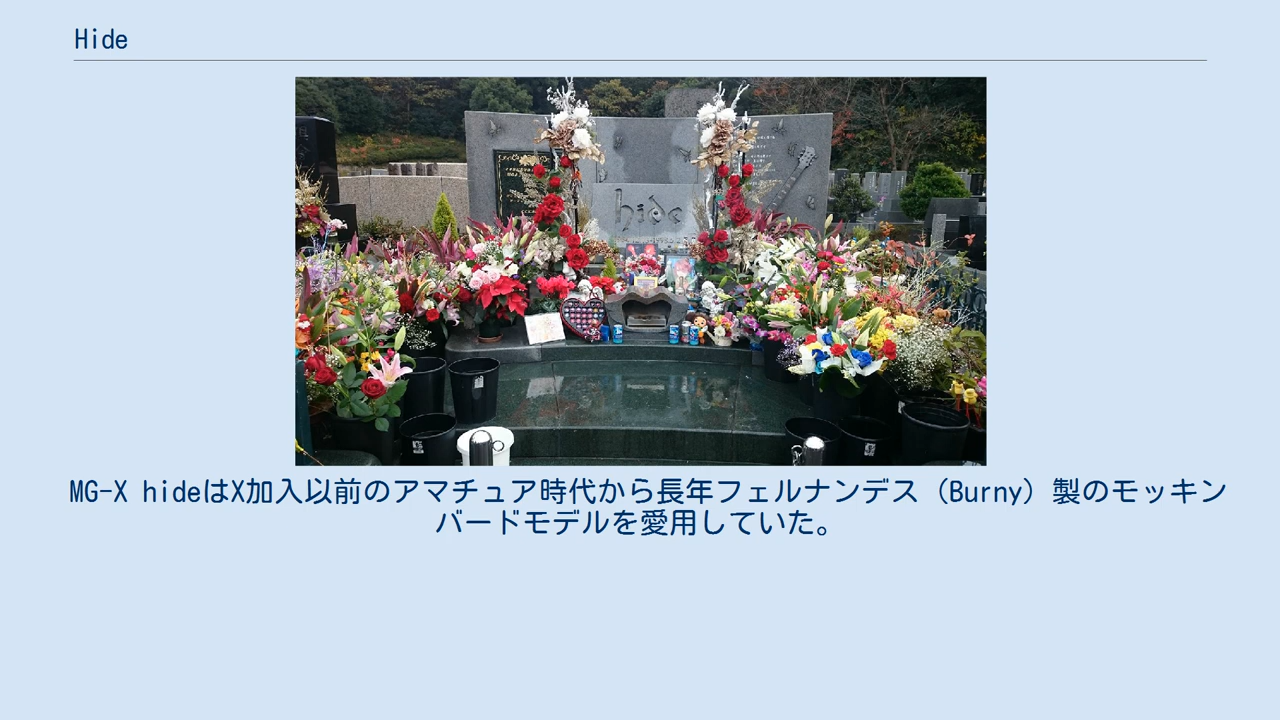 Hide
hide
MG-X hideはX加入以前のアマチュア時代から長年フェルナンデス（Burny）製のモッキン
バードモデルを愛用していた。